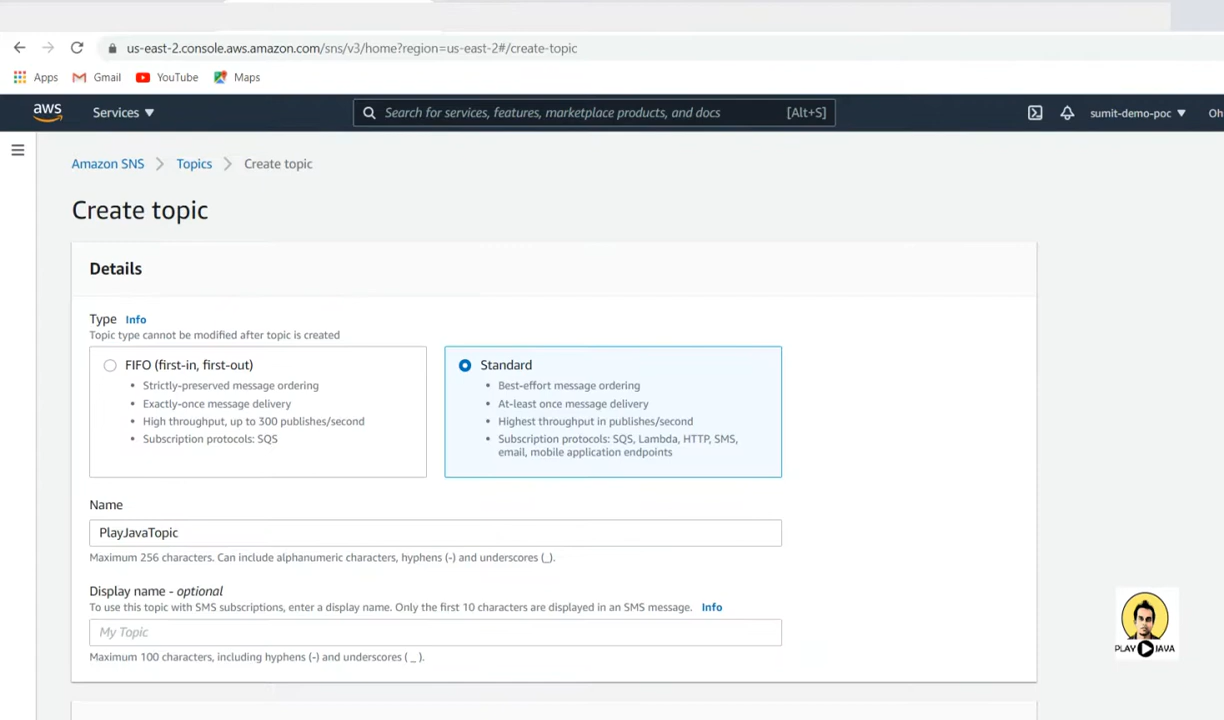 us-east-2.console.aws.amazon.com/sns/v3/home?region=us-east-2#/create-topic
Apps Gmail YouTube Maps
aws Services Search for services, features, marketplace products, and docs [Alt+S] sumit-demo-poc Oh
Amazon SNS Topics Create topic
Create topic
Details
Type Info
Topic type cannot be modified after topic is created
FIFO (first-in, first-out)
• Strictly-preserved message ordering
• Exactly-once message delivery
• High throughput, up to 300 publishes/second
• Subscription protocols: SQS
Standard
• Best-effort message ordering
• At-least once message delivery
• Highest throughput in publishes/second
• Subscription protocols: SQS, Lambda, HTTP, SMS,
email, mobile application endpoints
Name
PlayJavaTopic
Maximum 256 characters. Can include alphanumeric characters, hyphens (-) and underscores (_).
Display name - optional
To use this topic with SMS subscriptions, enter a display name. Only the first 10 characters are displayed in an SMS message. Info
My Topic
Maximum 100 characters, including hyphens (-) and underscores (_).
PLAY JAVA